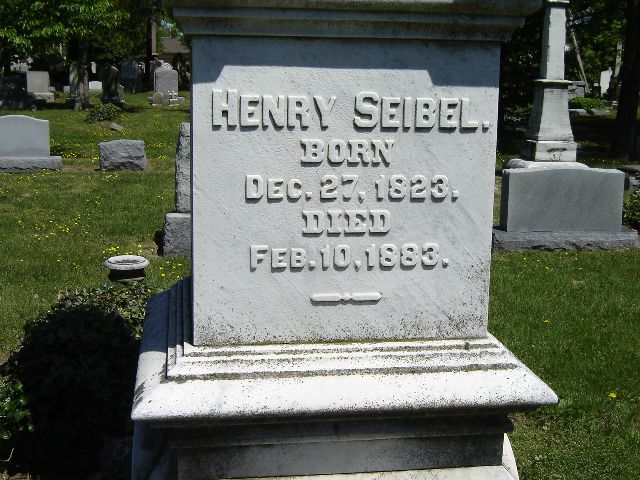 HENRY SEIBEL.
BORN
DEC. 27, 1823.
DIED
FEB. 10, 1883.